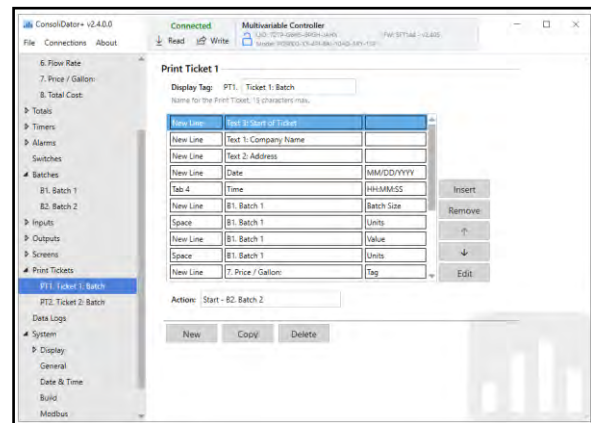 ConsoliDator+ v2.4.0.0
File Connections About
Connected
Read Write
Multivariable Controller
6. Flow Rate
7. Price / Gallon:
8. Total Cost:
Totals
Timers
Alarms
Switches
Batches
B1. Batch 1
B2. Batch 2
Inputs
Outputs
Screens
Print Tickets
PT1. Ticket 1: Batch
PT2. Ticket 2: Batch
Data Logs
System
Display
General
Date & Time
Build
Modbus
Print Ticket 1
Display Tag: PT1. Ticket 1: Batch
Name for the Print Ticket, 15 characters max.
New Line Text 3: Start of Ticket
New Line Text 1: Company Name
New Line Text 2: Address
New Line Date MM/DD/YYYY
Tab 4 Time HH:MM:SS
New Line B1. Batch 1 Batch Size
Space B1. Batch 1 Units
New Line B1. Batch 1 Value
Space B1. Batch 1 Units
New Line 7. Price / Gallon: Tag
Insert
Remove
↑
↓
Edit
Action: Start - B2. Batch 2
New Copy Delete